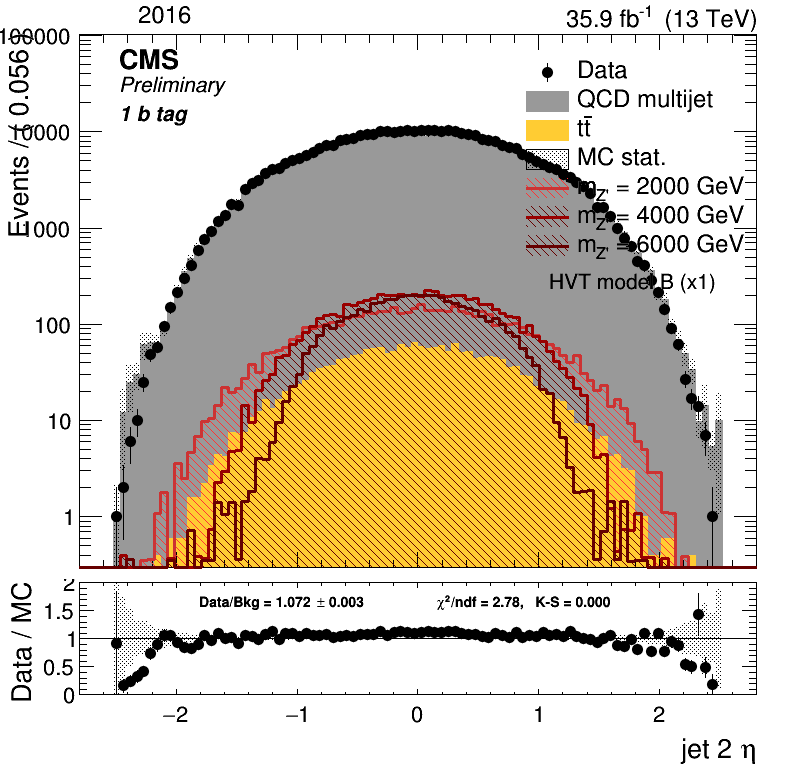 2016
35.9 fb⁻¹ (13 TeV)
CMS
Preliminary
1 b tag
Data
QCD multijet
tt̄
MC stat.
m_Z' = 2000 GeV
m_Z' = 4000 GeV
m_Z' = 6000 GeV
HVT model B (x1)
Events / ( 0.056 )
100000
10000
1000
100
10
1
Data/Bkg = 1.072 ± 0.003
χ²/ndf = 2.78, K-S = 0.000
Data / MC
2
1.5
1
0.5
0
−2
−1
0
1
2
jet 2 η